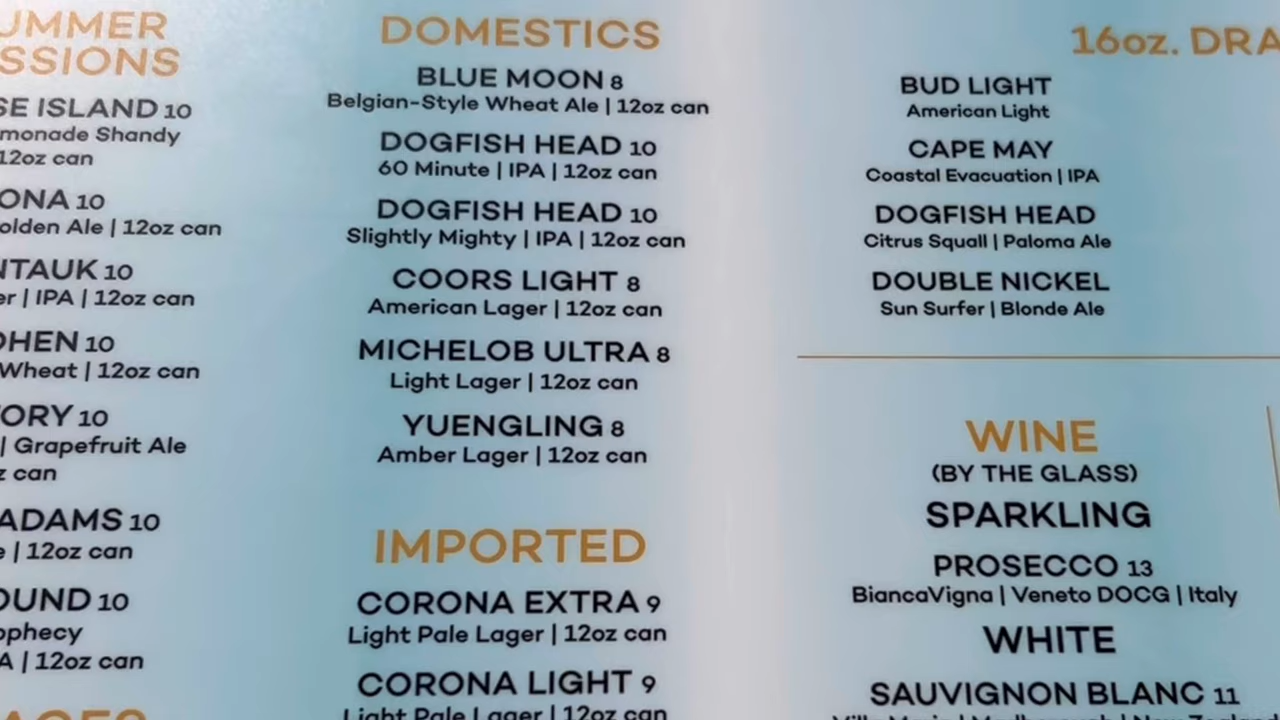 UMMER
SSIONS
SE ISLAND 10
monade Shandy
12oz can
ONA 10
olden Ale | 12oz can
NTAUK 10
er | IPA | 12oz can
OHEN 10
Wheat | 12oz can
ORY 10
| Grapefruit Ale
z can
ADAMS 10
e | 12oz can
OUND 10
ophecy
A | 12oz can
DOMESTICS
BLUE MOON 8
Belgian-Style Wheat Ale | 12oz can
DOGFISH HEAD 10
60 Minute | IPA | 12oz can
DOGFISH HEAD 10
Slightly Mighty | IPA | 12oz can
COORS LIGHT 8
American Lager | 12oz can
MICHELOB ULTRA 8
Light Lager | 12oz can
YUENGLING 8
Amber Lager | 12oz can
IMPORTED
CORONA EXTRA 9
Light Pale Lager | 12oz can
CORONA LIGHT 9
Light Pale Lager | 12oz can
16oz. DRA
BUD LIGHT
American Light
CAPE MAY
Coastal Evacuation | IPA
DOGFISH HEAD
Citrus Squall | Paloma Ale
DOUBLE NICKEL
Sun Surfer | Blonde Ale
WINE
(BY THE GLASS)
SPARKLING
PROSECCO 13
BiancaVigna | Veneto DOCG | Italy
WHITE
SAUVIGNON BLANC 11